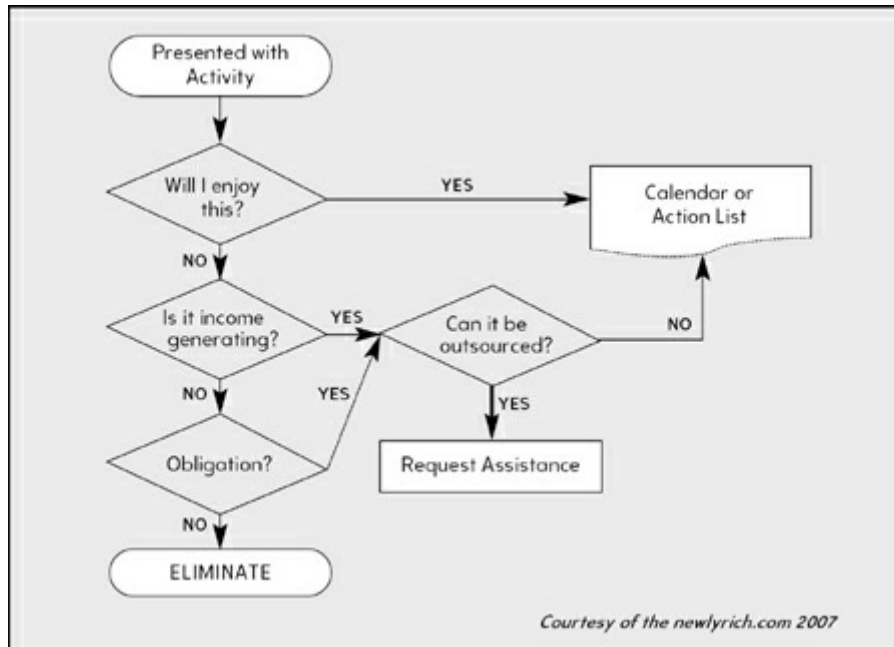 Presented with
Activity
Will I enjoy
this?
YES
Calendar or
Action List
NO
Is it income
generating?
YES
Can it be
outsourced?
NO
NO
YES
YES
Obligation?
Request Assistance
NO
ELIMINATE
Courtesy of the newlyrich.com 2007